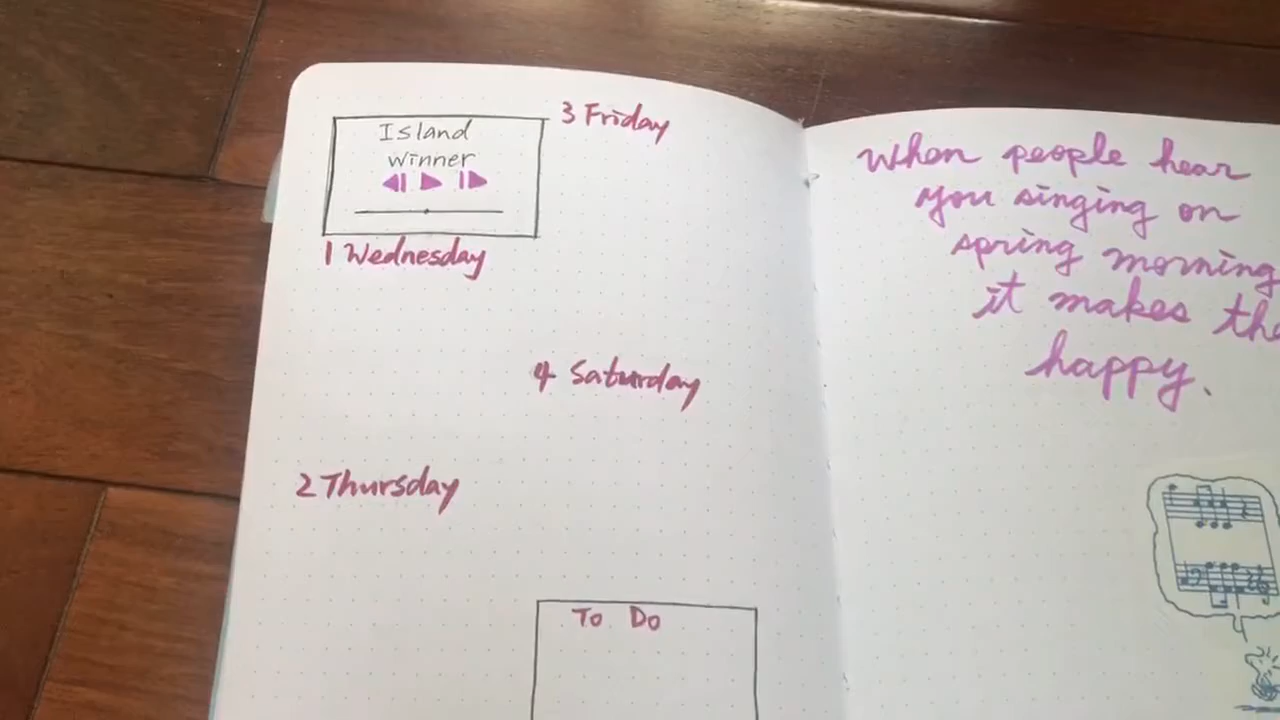 Island
winner
1 Wednesday
2 Thursday
3 Friday
4 Saturday
To Do
When people hear
you singing on
spring morning
it makes the
happy.